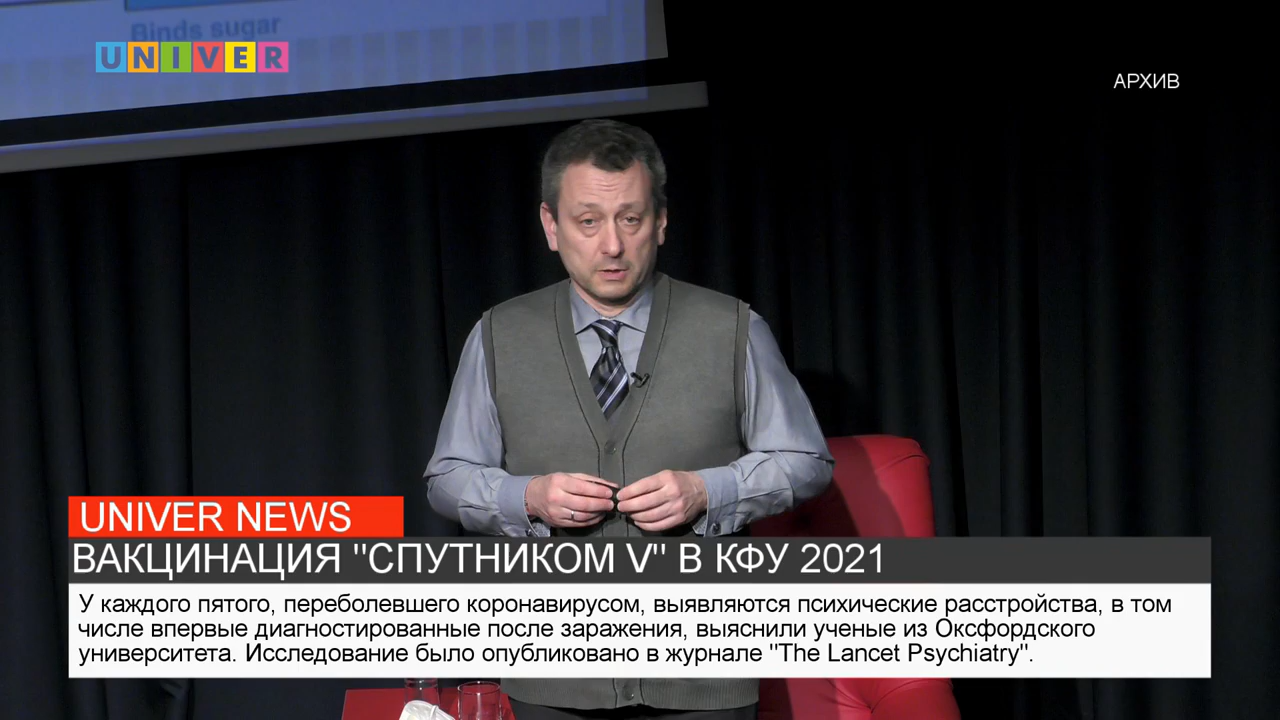 Binds sugar
UNIVER
АРХИВ
UNIVER NEWS
ВАКЦИНАЦИЯ "СПУТНИКОМ V" В КФУ 2021
У каждого пятого, переболевшего коронавирусом, выявляются психические расстройства, в том
числе впервые диагностированные после заражения, выяснили ученые из Оксфордского
университета. Исследование было опубликовано в журнале "The Lancet Psychiatry".